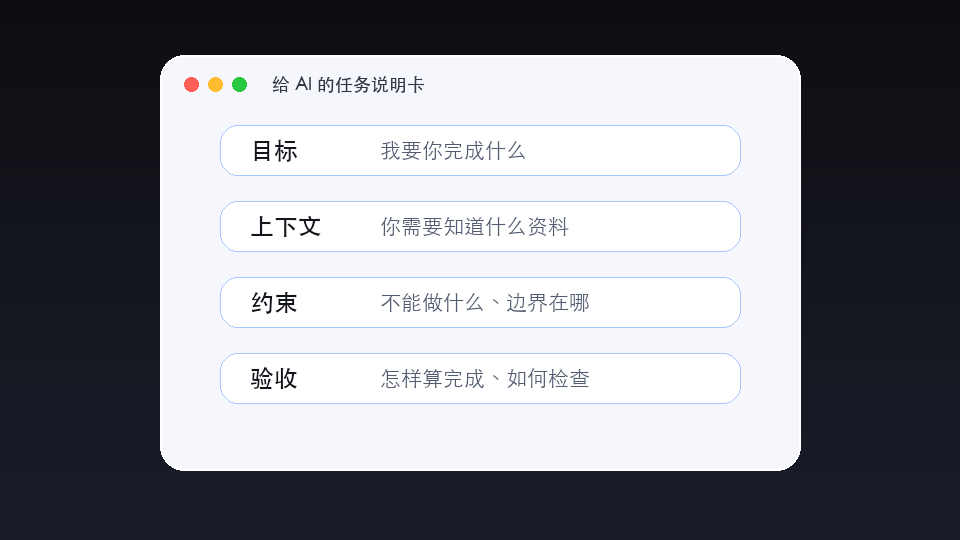 给 AI 的任务说明卡
目标 我要你完成什么
上下文 你需要知道什么资料
约束 不能做什么、边界在哪
验收 怎样算完成、如何检查